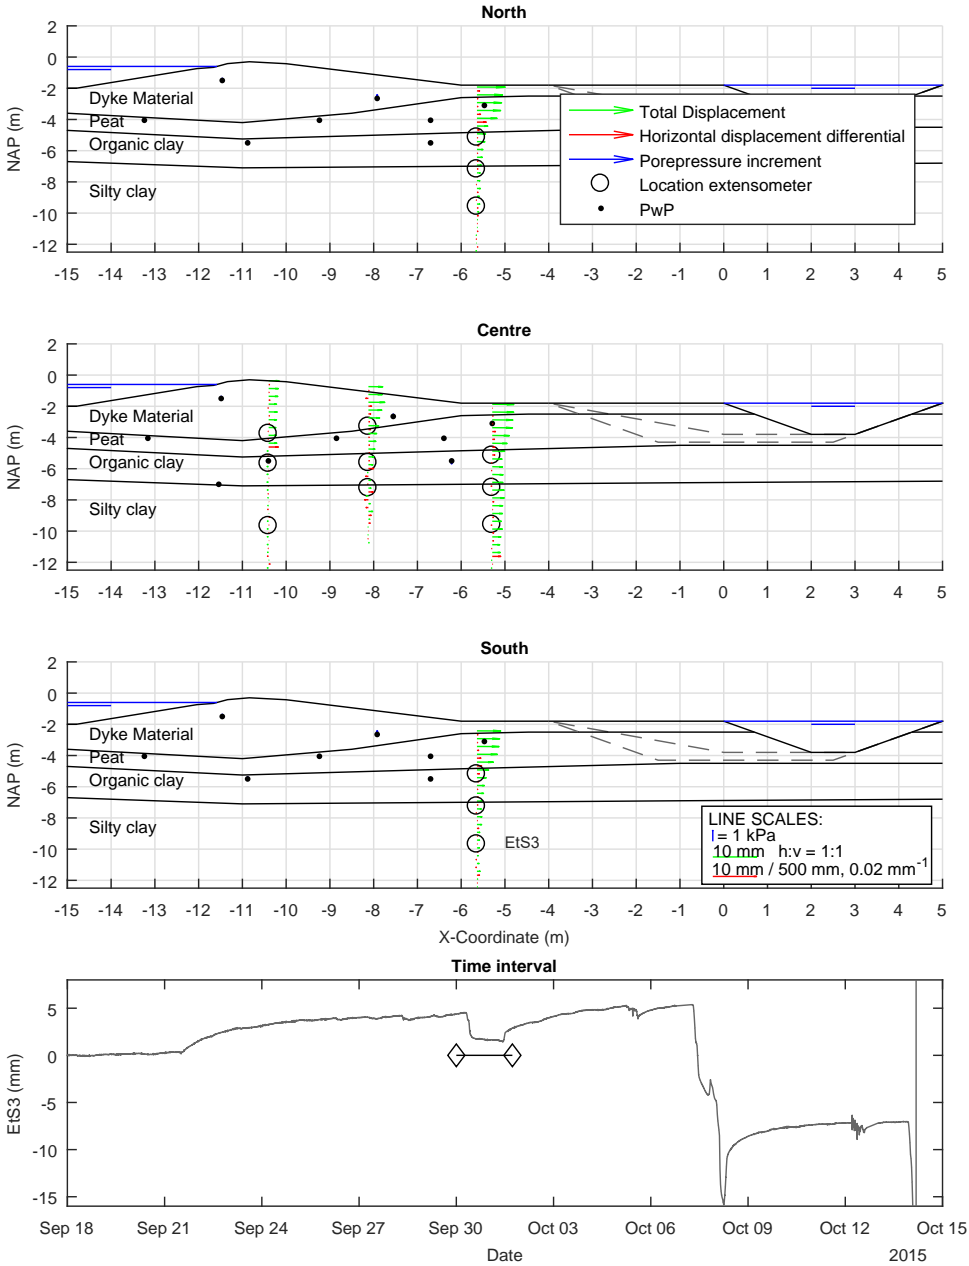 North
2
0
-2
-4
-6
-8
-10
-12
NAP (m)
Dyke Material
Peat
Organic clay
Silty clay
Total Displacement
Horizontal displacement differential
Porepressure increment
Location extensometer
PwP
-15 -14 -13 -12 -11 -10 -9 -8 -7 -6 -5 -4 -3 -2 -1 0 1 2 3 4 5
Centre
2
0
-2
-4
-6
-8
-10
-12
NAP (m)
Dyke Material
Peat
Organic clay
Silty clay
-15 -14 -13 -12 -11 -10 -9 -8 -7 -6 -5 -4 -3 -2 -1 0 1 2 3 4 5
South
2
0
-2
-4
-6
-8
-10
-12
NAP (m)
Dyke Material
Peat
Organic clay
Silty clay
EtS3
LINE SCALES:
= 1 kPa
10 mm h:v = 1:1
10 mm / 500 mm, 0.02 mm-1
-15 -14 -13 -12 -11 -10 -9 -8 -7 -6 -5 -4 -3 -2 -1 0 1 2 3 4 5
X-Coordinate (m)
Time interval
5
0
-5
-10
-15
EtS3 (mm)
Sep 18 Sep 21 Sep 24 Sep 27 Sep 30 Oct 03 Oct 06 Oct 09 Oct 12 Oct 15
Date
2015